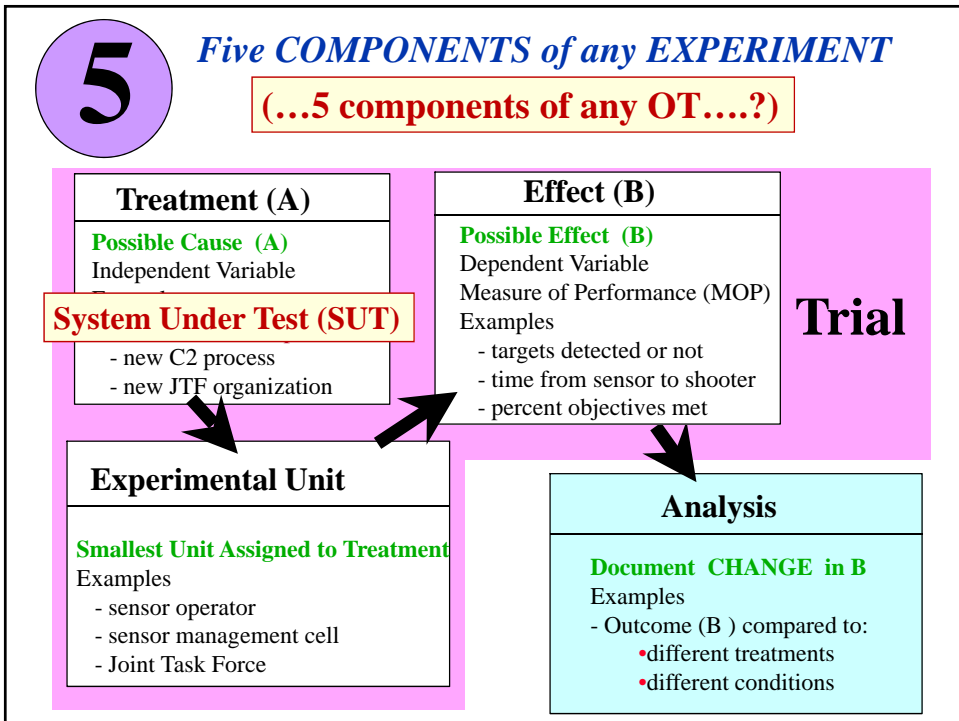 5
Five COMPONENTS of any EXPERIMENT
(…5 components of any OT….?)
Treatment (A)
Possible Cause (A)
Independent Variable
System Under Test (SUT)
- new C2 process
- new JTF organization
Effect (B)
Possible Effect (B)
Dependent Variable
Measure of Performance (MOP)
Examples
- targets detected or not
- time from sensor to shooter
- percent objectives met
Trial
Experimental Unit
Smallest Unit Assigned to Treatment
Examples
- sensor operator
- sensor management cell
- Joint Task Force
Analysis
Document CHANGE in B
Examples
- Outcome (B ) compared to:
•different treatments
•different conditions